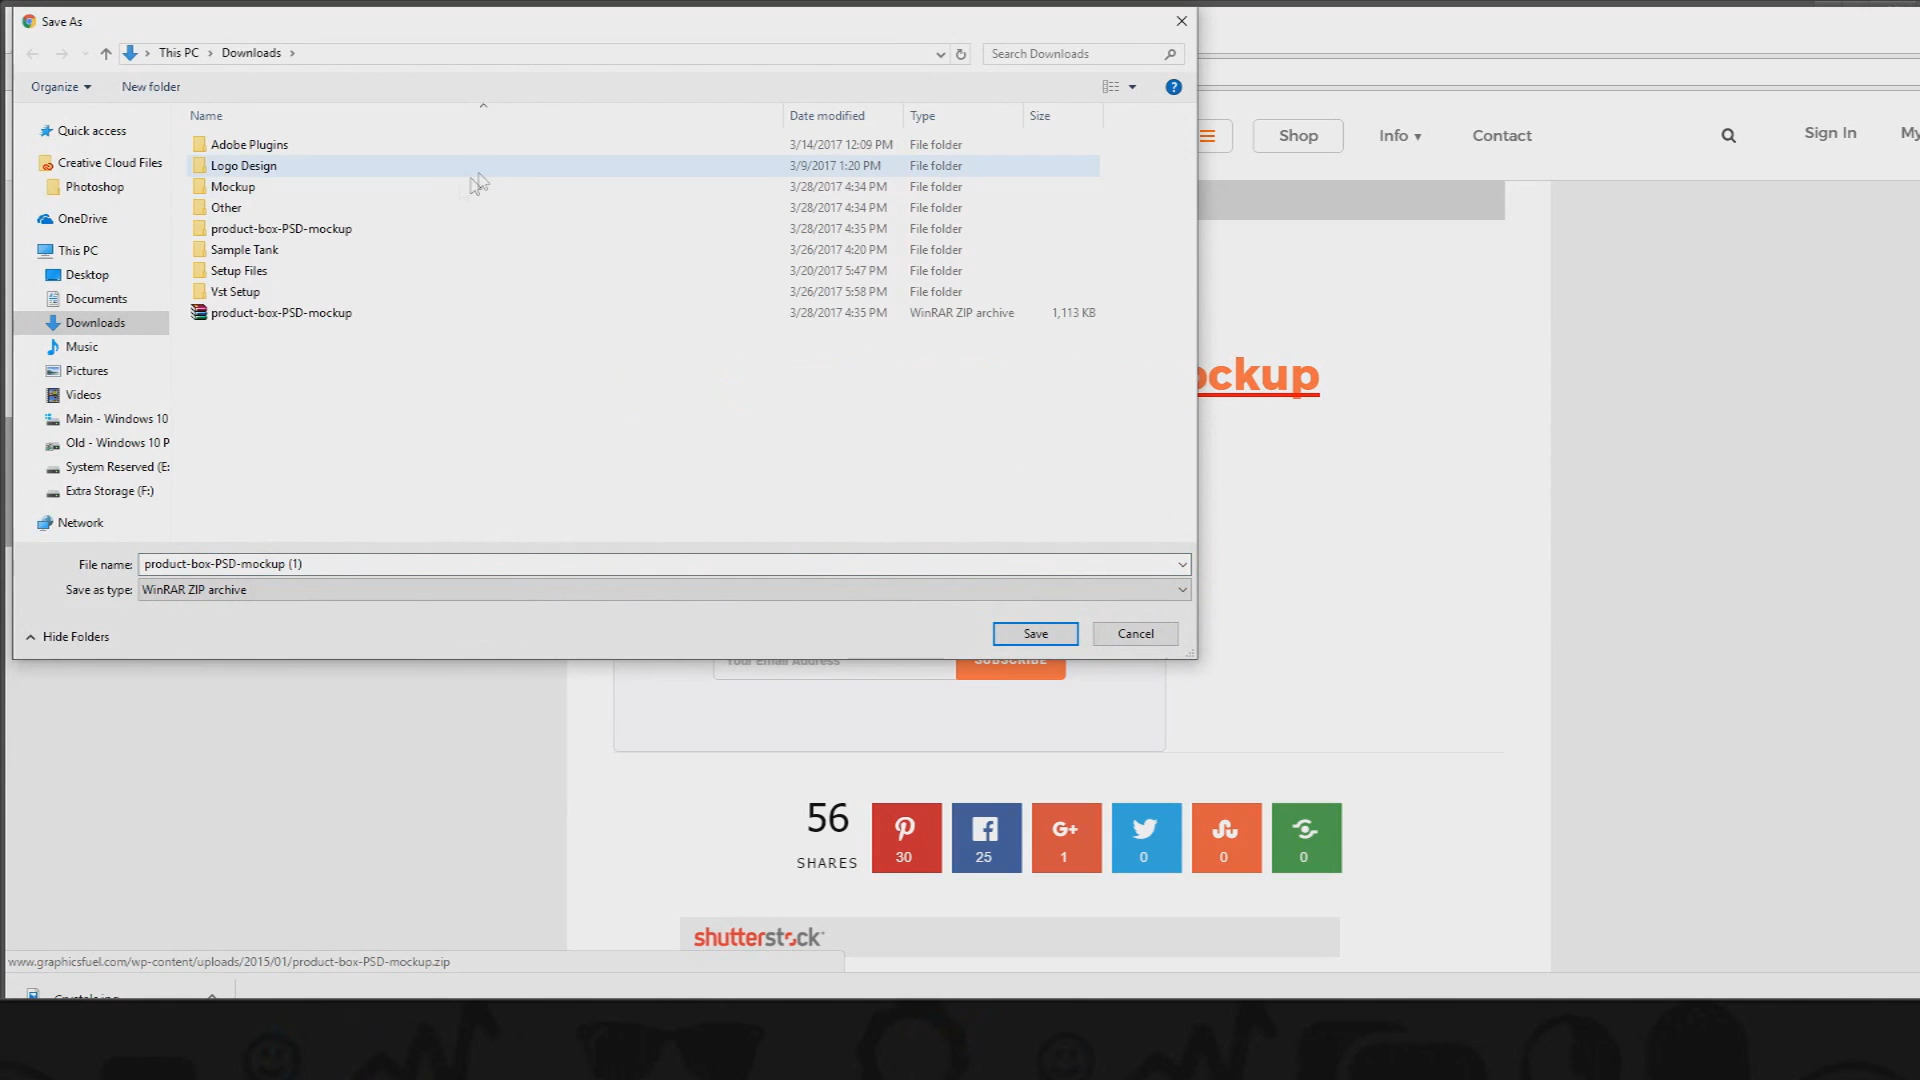 Save As
This PC
Downloads
Search Downloads
Organize
New folder
Name
Date modified
Type
Size
Quick access
Creative Cloud Files
Photoshop
OneDrive
This PC
Desktop
Documents
Downloads
Music
Pictures
Videos
Main - Windows 10
Old - Windows 10 P
System Reserved (E:
Extra Storage (F:)
Network
Adobe Plugins 3/14/2017 12:09 PM File folder
Logo Design 3/9/2017 1:20 PM File folder
Mockup 3/28/2017 4:34 PM File folder
Other 3/28/2017 4:34 PM File folder
product-box-PSD-mockup 3/28/2017 4:35 PM File folder
Sample Tank 3/26/2017 4:20 PM File folder
Setup Files 3/20/2017 5:47 PM File folder
Vst Setup 3/26/2017 5:58 PM File folder
product-box-PSD-mockup 3/28/2017 4:35 PM WinRAR ZIP archive 1,113 KB
File name: product-box-PSD-mockup (1)
Save as type: WinRAR ZIP archive
Hide Folders
Save
Cancel
Shop
Info
Contact
Sign In
My
ockup
Your Email Address
SUBSCRIBE
56
SHARES
30
25
G+
1
0
0
0
shutterstock
www.graphicsfuel.com/wp-content/uploads/2015/01/product-box-PSD-mockup.zip